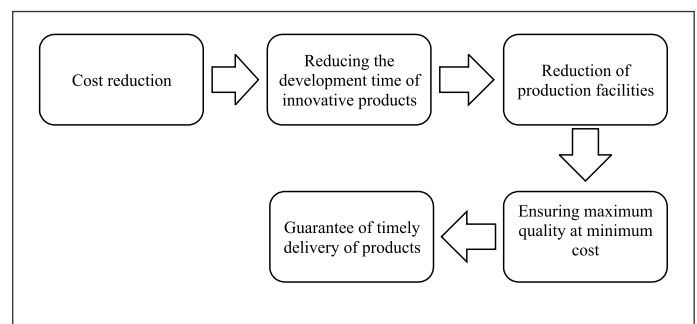 Cost reduction
Reducing the
development time of
innovative products
Reduction of
production facilities
Ensuring maximum
quality at minimum
cost
Guarantee of timely
delivery of products